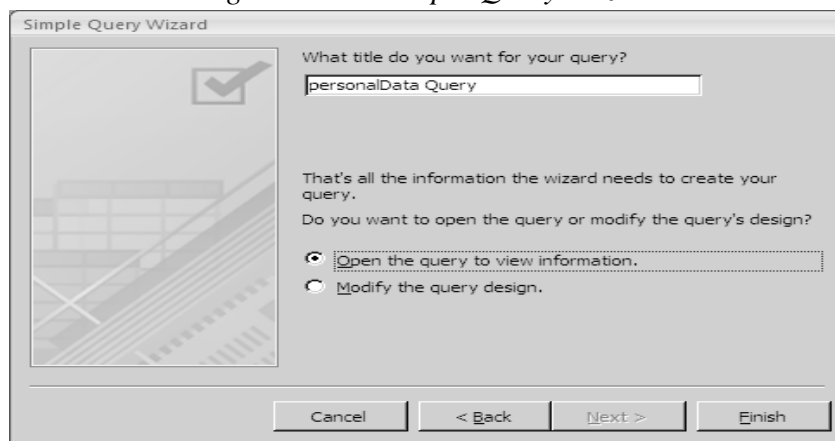 Simple Query Wizard
What title do you want for your query?
personalData Query
That's all the information the wizard needs to create your
query.
Do you want to open the query or modify the query's design?
Open the query to view information.
Modify the query design.
Cancel
< Back
Next >
Finish